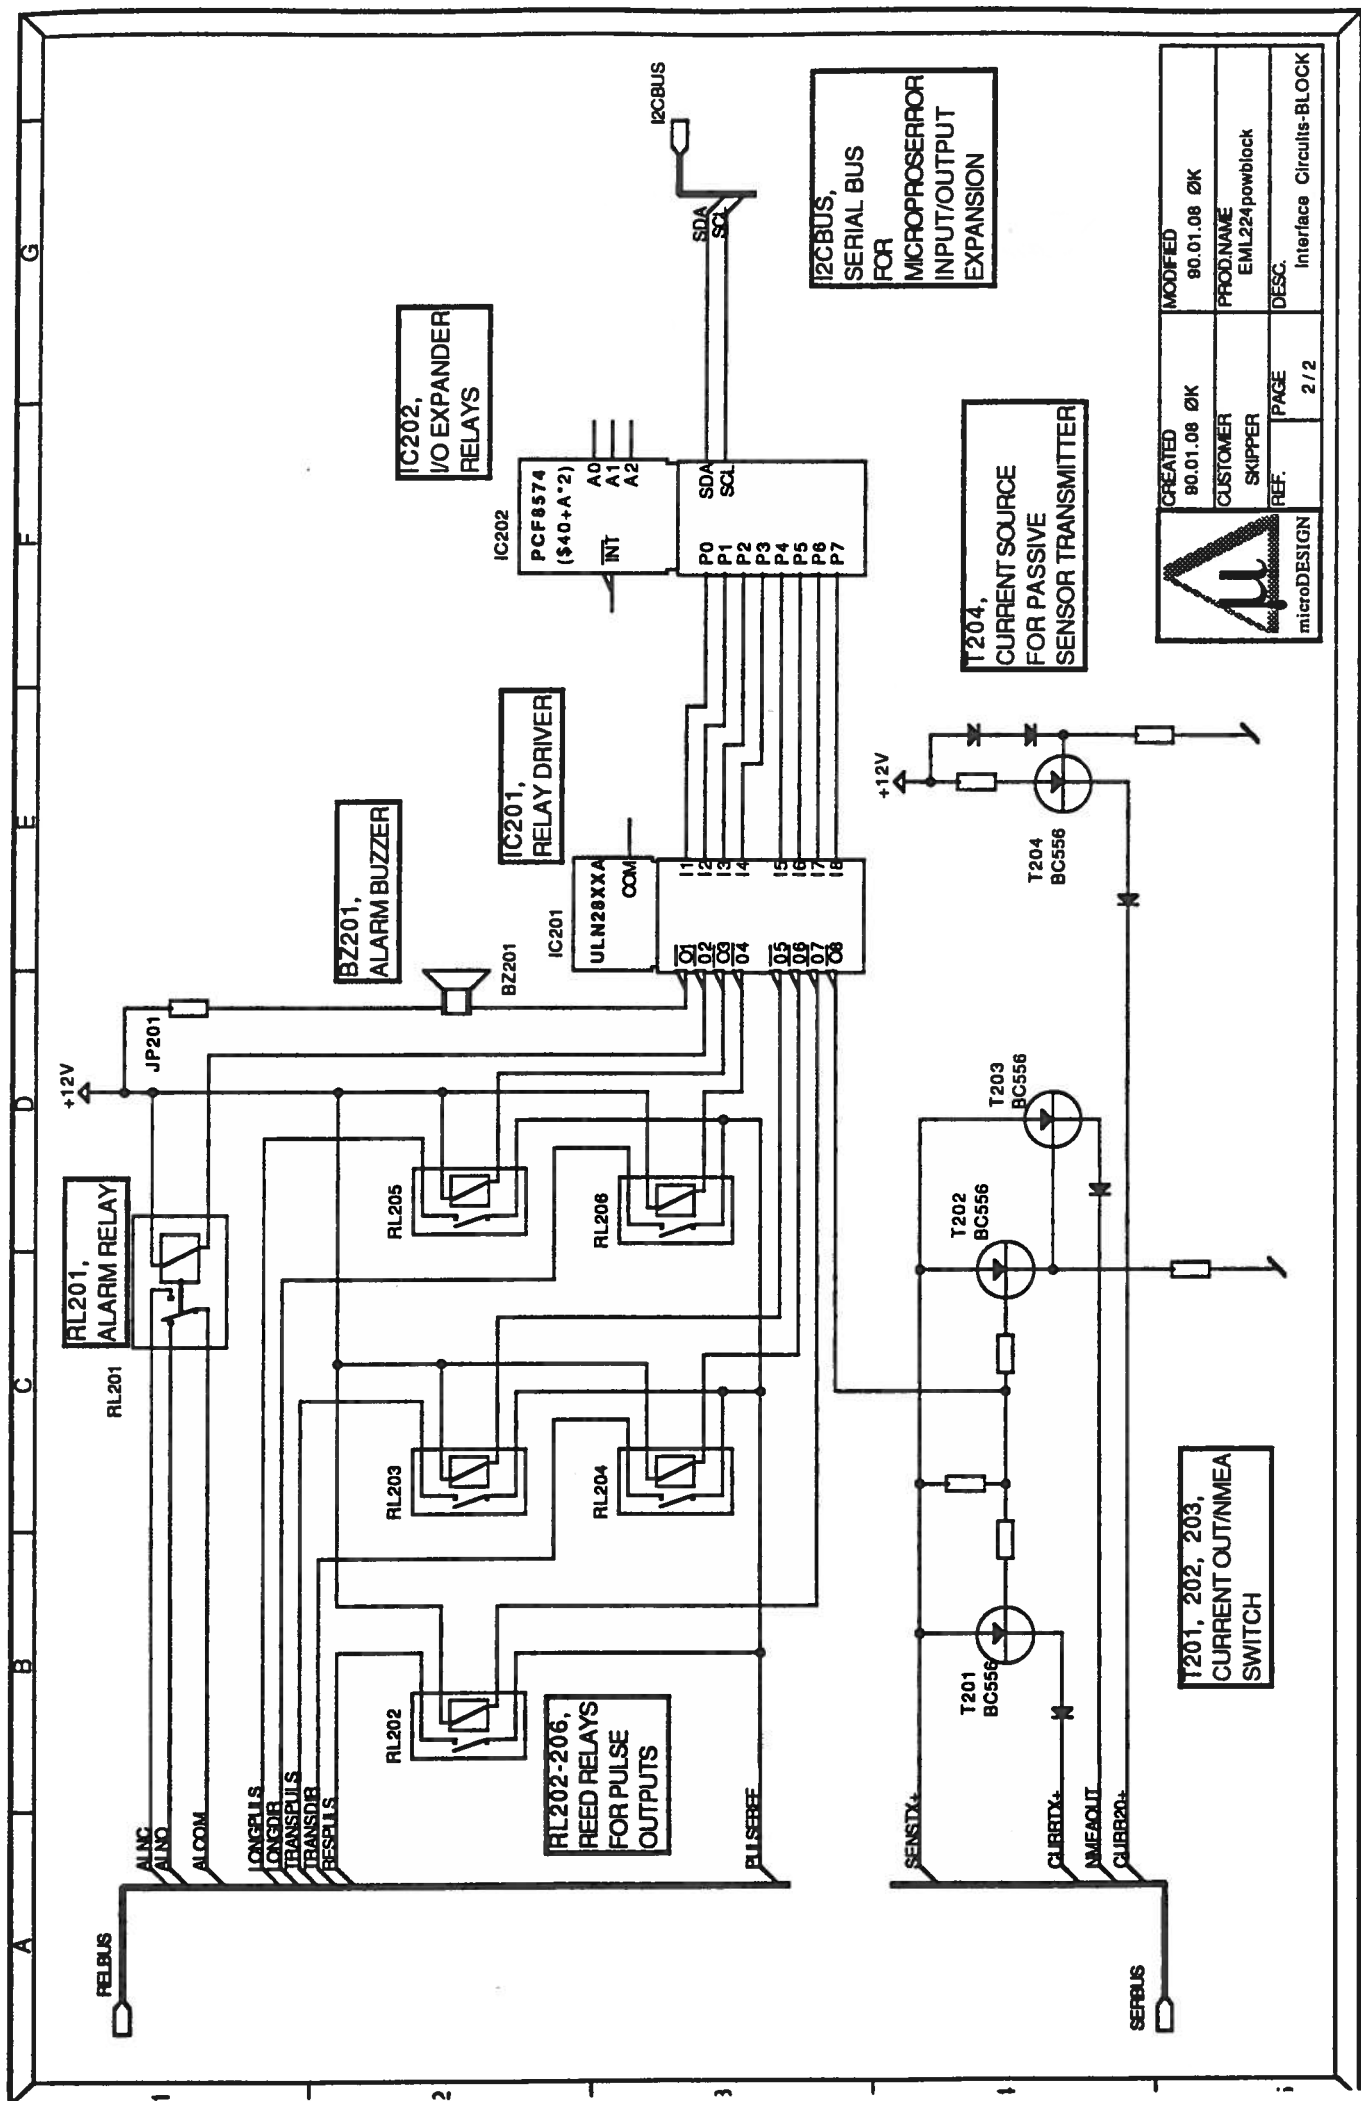 A
B
C
D
E
F
G
1
2
3
4
RELBUS
ALNC
ALNO
ALCOM
LONGPULS
LONGDIR
TRANSPULS
TRANSDIR
RESPULS
PULSEREF
RL201,
ALARM RELAY
RL201
+12V
JP201
BZ201,
ALARM BUZZER
BZ201
RL205
RL206
RL203
RL204
RL202
RL202-206,
REED RELAYS
FOR PULSE
OUTPUTS
IC201,
RELAY DRIVER
IC201
ULN28XXA
COM
O1
O2
O3
O4
O5
O6
O7
O8
I1
I2
I3
I4
I5
I6
I7
I8
IC202,
I/O EXPANDER
RELAYS
IC202
PCF8574
($40+A*2)
INT
A0
A1
A2
P0
P1
P2
P3
P4
P5
P6
P7
SDA
SCL
SDA
SCL
I2CBUS
I2CBUS,
SERIAL BUS
FOR
MICROPROSERROR
INPUT/OUTPUT
EXPANSION
SERBUS
SENSTX+
CURRTX+
NMEAOUT
CURR20+
T201
BC556
T202
BC556
T203
BC556
T204
BC556
+12V
T201, 202, 203,
CURRENT OUT/NMEA
SWITCH
T204,
CURRENT SOURCE
FOR PASSIVE
SENSOR TRANSMITTER
µ
microDESIGN
CREATED
90.01.08 ØK
MODIFIED
90.01.08 ØK
CUSTOMER
SKIPPER
PROD.NAME
EML224powblock
REF.
PAGE
2/2
DESC.
Interface Circuits-BLOCK